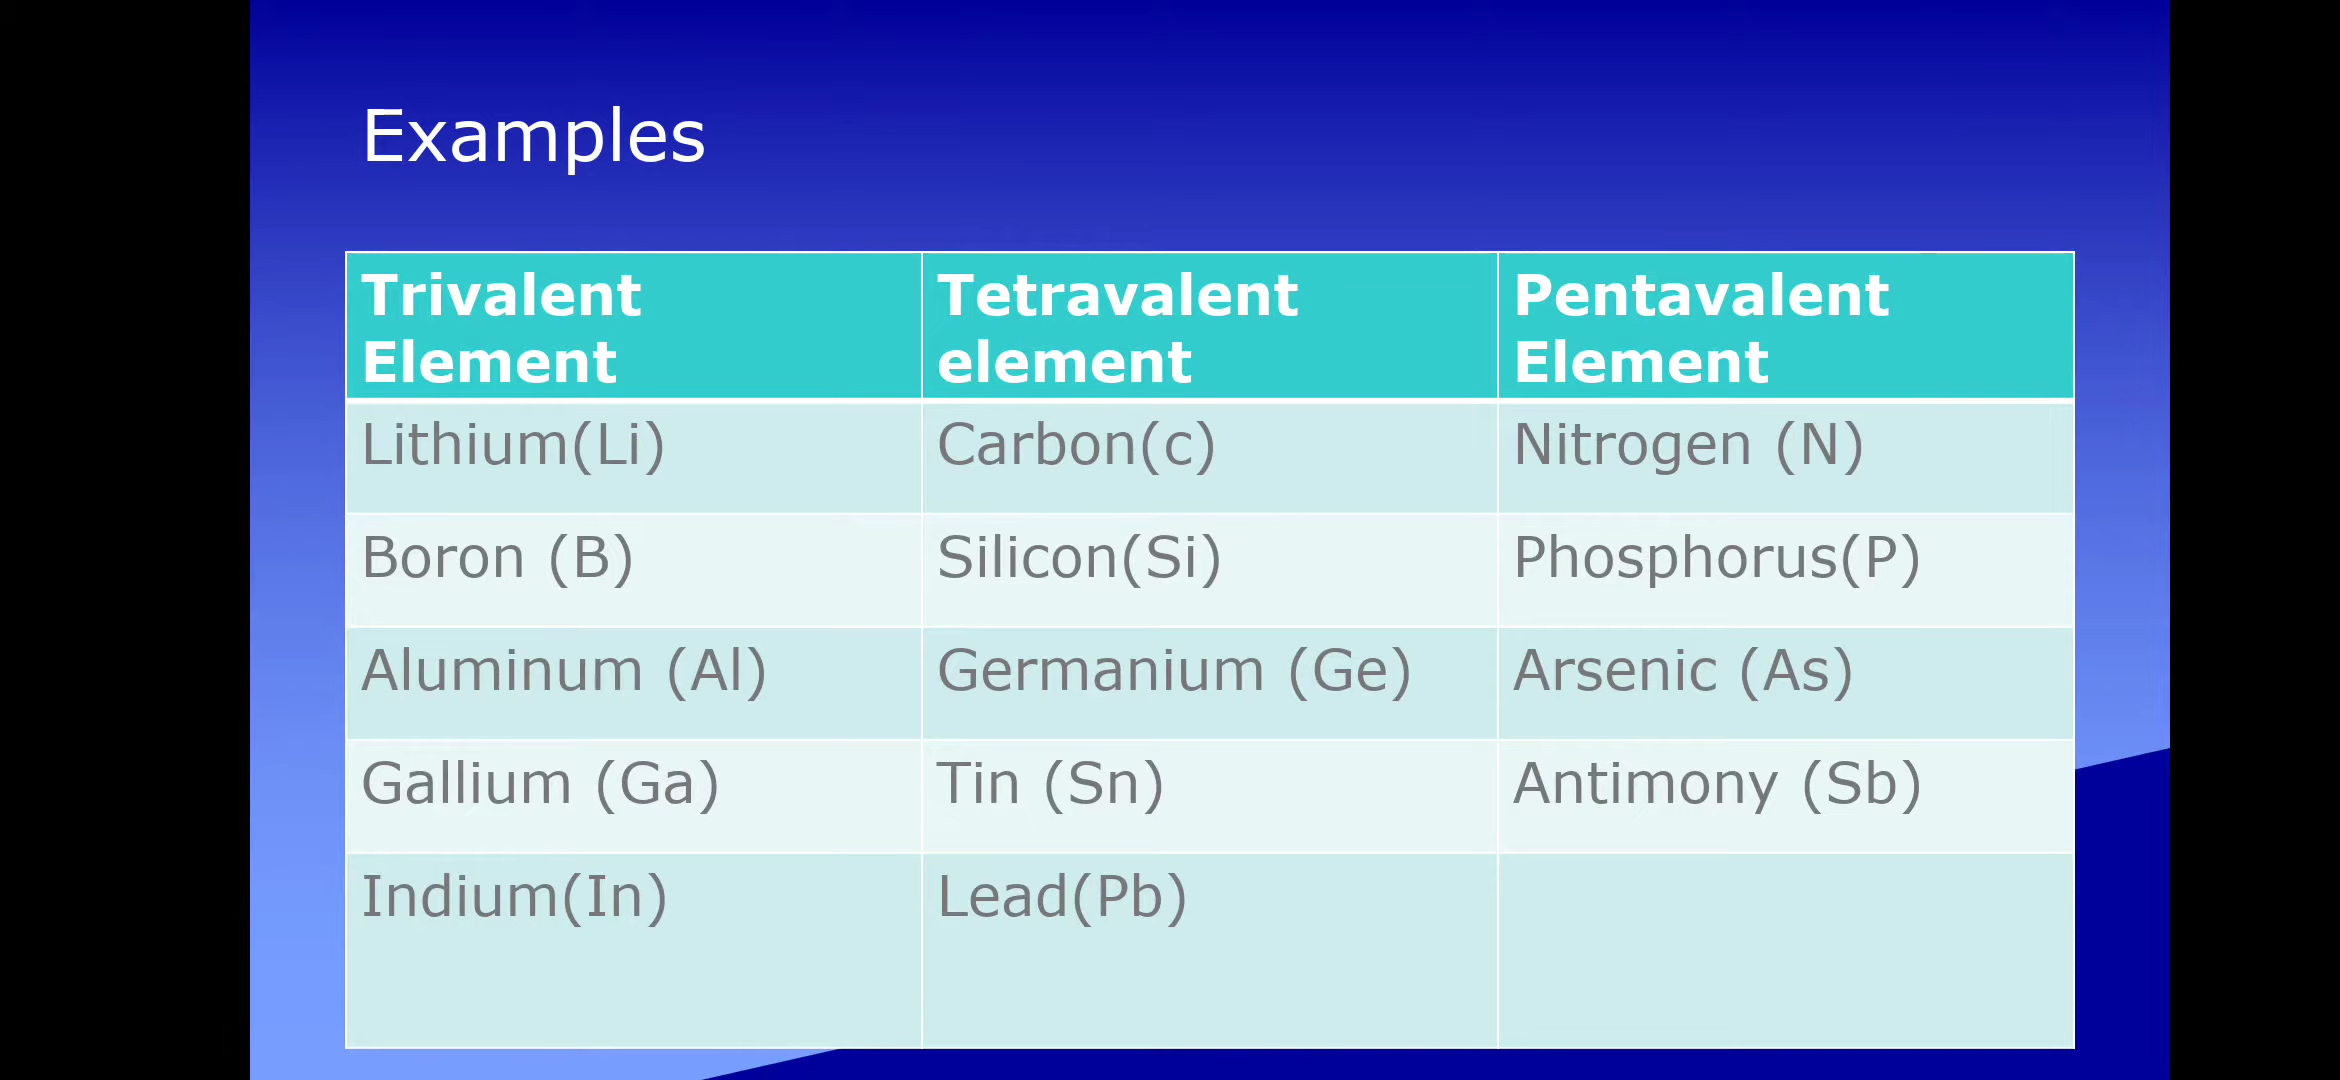 Examples
Trivalent Element
Tetravalent element
Pentavalent Element
Lithium(Li)
Carbon(c)
Nitrogen (N)
Boron (B)
Silicon(Si)
Phosphorus(P)
Aluminum (Al)
Germanium (Ge)
Arsenic (As)
Gallium (Ga)
Tin (Sn)
Antimony (Sb)
Indium(In)
Lead(Pb)